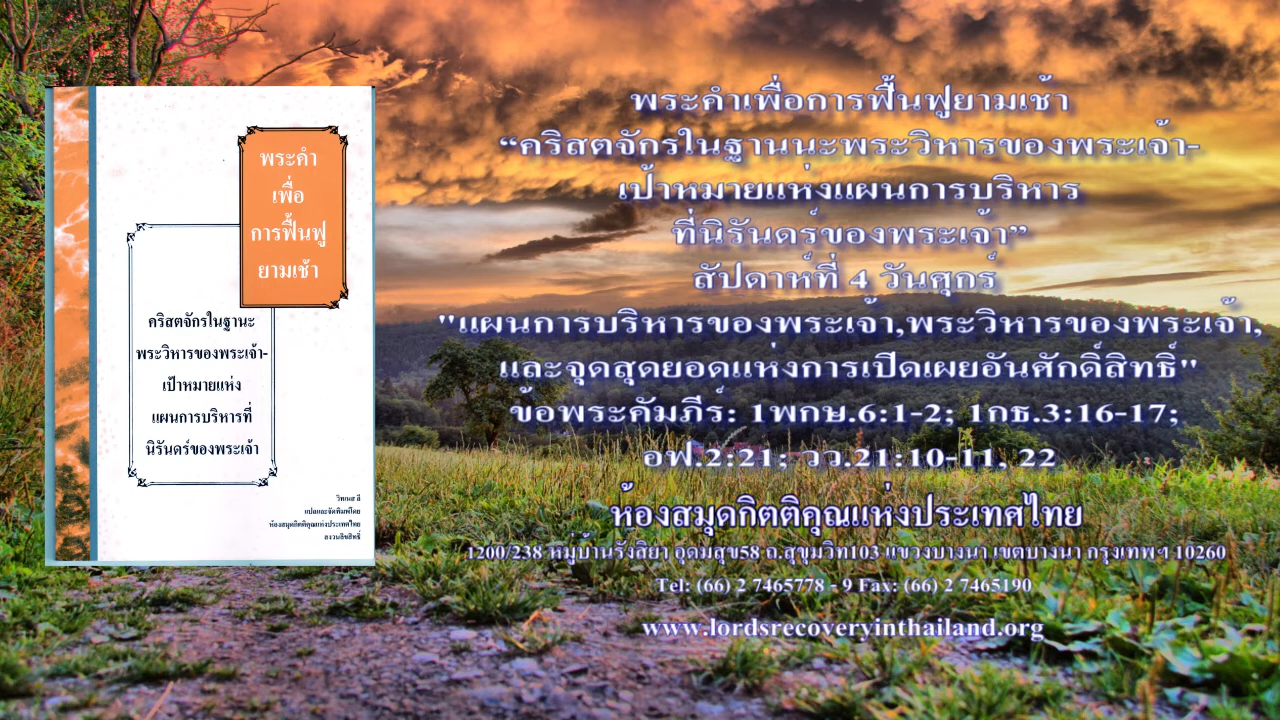 พระคำ
เพื่อ
การฟื้นฟู
ยามเช้า
คริสตจักรในฐานะ
พระวิหารของพระเจ้า-
เป้าหมายแห่ง
แผนการบริหารที่
นิรันดร์ของพระเจ้า
วิทเนส ลี
แปลและจัดพิมพ์โดย
ห้องสมุดกิตติคุณแห่งประเทศไทย
สงวนลิขสิทธิ์
พระคำเพื่อการฟื้นฟูยามเช้า
“คริสตจักรในฐานนะพระวิหารของพระเจ้า-
เป้าหมายแห่งแผนการบริหาร
ที่นิรันดร์ของพระเจ้า”
สัปดาห์ที่ 4 วันศุกร์
"แผนการบริหารของพระเจ้า,พระวิหารของพระเจ้า,
และจุดสุดยอดแห่งการเปิดเผยอันศักดิ์สิทธิ์"
ข้อพระคัมภีร์: 1พกษ.6:1-2; 1กธ.3:16-17;
อฟ.2:21; วว.21:10-11, 22
ห้องสมุดกิตติคุณแห่งประเทศไทย
1200/238 หมู่บ้านรังสิยา อุดมสุข58 ถ.สุขุมวิท103 แขวงบางนา เขตบางนา กรุงเทพฯ 10260
Tel: (66) 2 7465778 - 9 Fax: (66) 2 7465190
www.lordsrecoveryinthailand.org